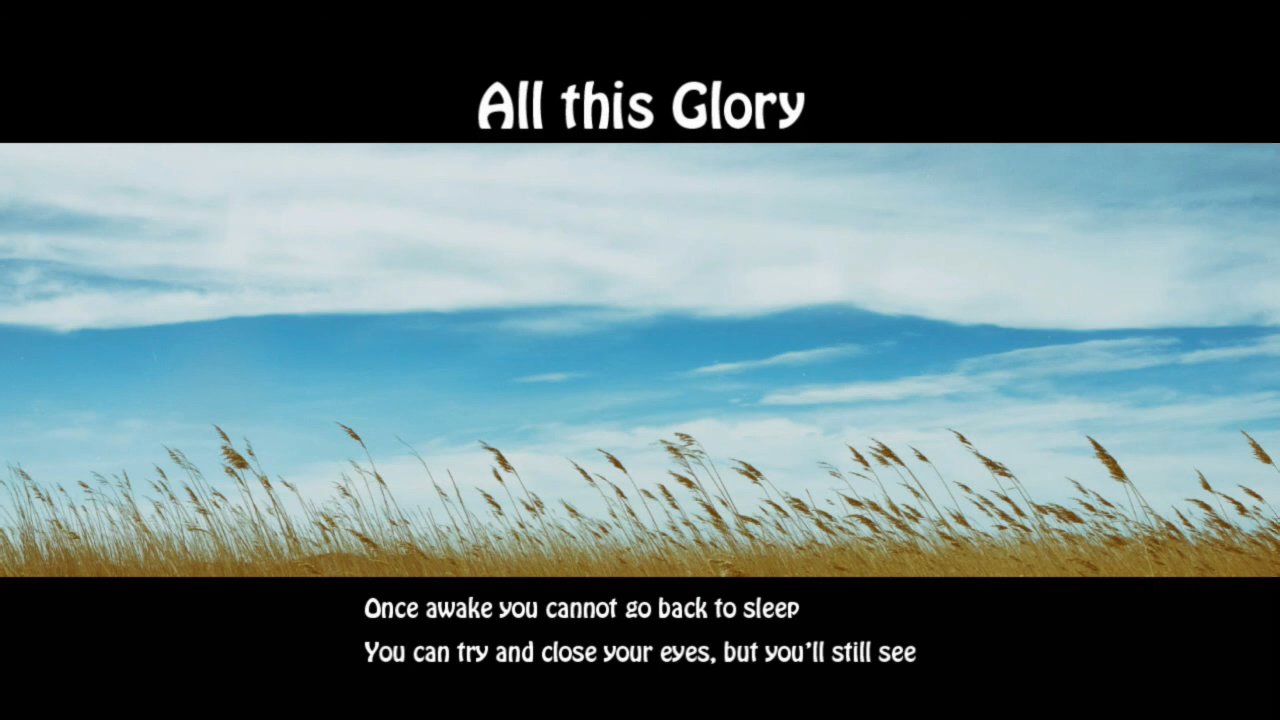 All this Glory
Once awake you cannot go back to sleep
You can try and close your eyes, but you'll still see